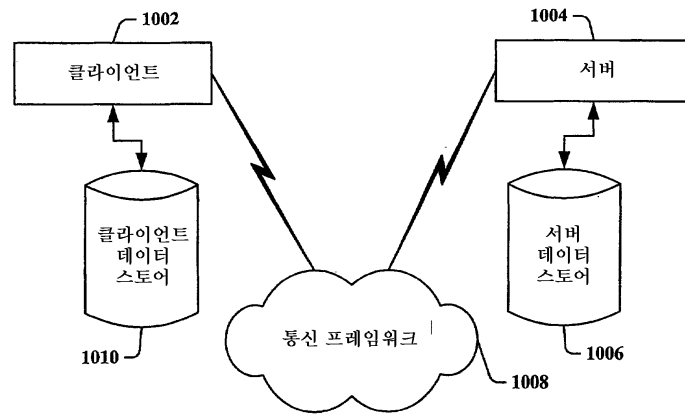 1002
1004
클라이언트
서버
클라이언트
데이터
스토어
서버
데이터
스토어
통신 프레임워크
1010
1008
1006